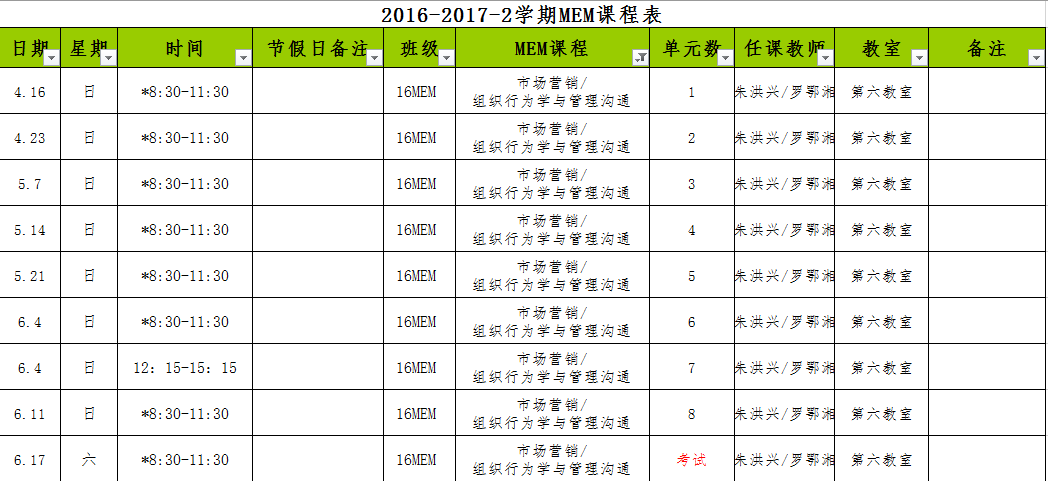 2016-2017-2学期MEM课程表
日期 星期 时间 节假日备注 班级 MEM课程 单元数 任课教师 教室 备注
4.16 日 *8:30-11:30 16MEM 市场营销/
组织行为学与管理沟通 1 朱洪兴/罗鄂湘 第六教室
4.23 日 *8:30-11:30 16MEM 市场营销/
组织行为学与管理沟通 2 朱洪兴/罗鄂湘 第六教室
5.7 日 *8:30-11:30 16MEM 市场营销/
组织行为学与管理沟通 3 朱洪兴/罗鄂湘 第六教室
5.14 日 *8:30-11:30 16MEM 市场营销/
组织行为学与管理沟通 4 朱洪兴/罗鄂湘 第六教室
5.21 日 *8:30-11:30 16MEM 市场营销/
组织行为学与管理沟通 5 朱洪兴/罗鄂湘 第六教室
6.4 日 *8:30-11:30 16MEM 市场营销/
组织行为学与管理沟通 6 朱洪兴/罗鄂湘 第六教室
6.4 日 12：15-15：15 16MEM 市场营销/
组织行为学与管理沟通 7 朱洪兴/罗鄂湘 第六教室
6.11 日 *8:30-11:30 16MEM 市场营销/
组织行为学与管理沟通 8 朱洪兴/罗鄂湘 第六教室
6.17 六 *8:30-11:30 16MEM 市场营销/
组织行为学与管理沟通 考试 朱洪兴/罗鄂湘 第六教室